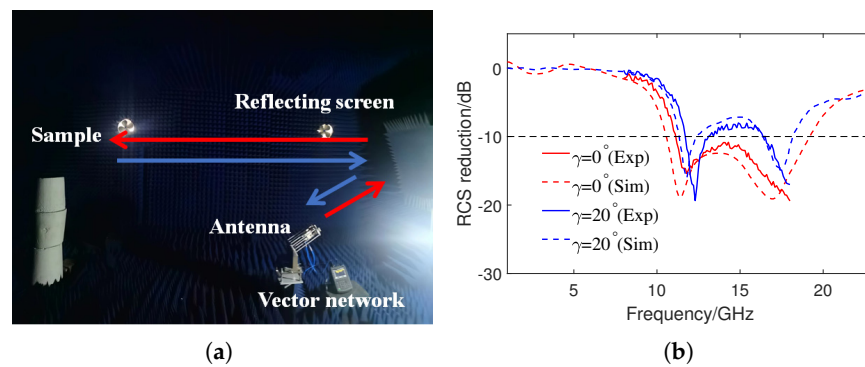 Reflecting screen
Sample
Antenna
Vector network
(a)
RCS reduction/dB
0
-10
-20
-30
γ=0°(Exp)
γ=0°(Sim)
γ=20°(Exp)
γ=20°(Sim)
5 10 15 20
Frequency/GHz
(b)